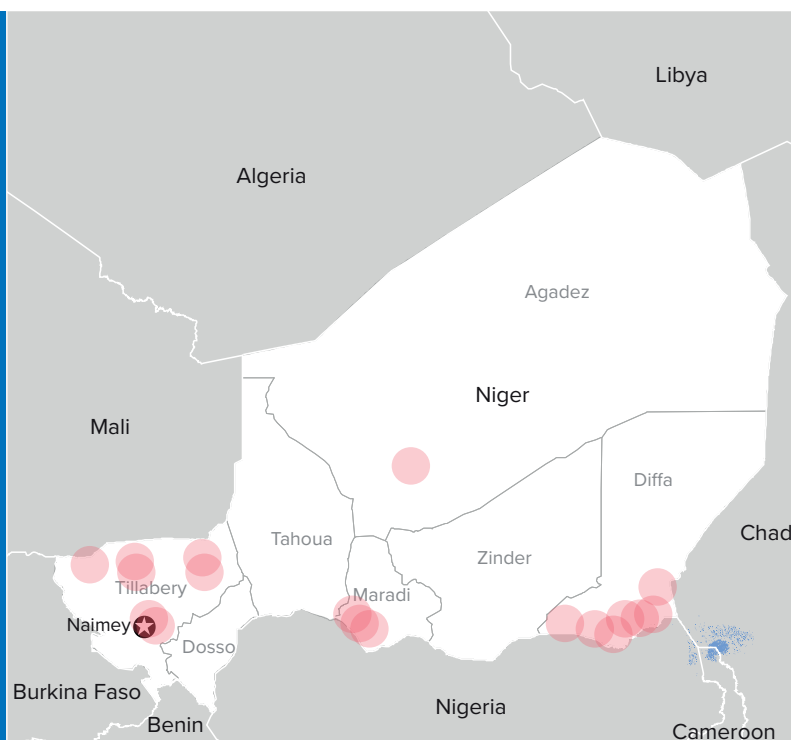 Libya
Algeria
Agadez
Niger
Mali
Diffa
Chad
Tahoua
Zinder
Tillabery
Maradi
Naimey
Dosso
Burkina Faso
Nigeria
Benin
Cameroon